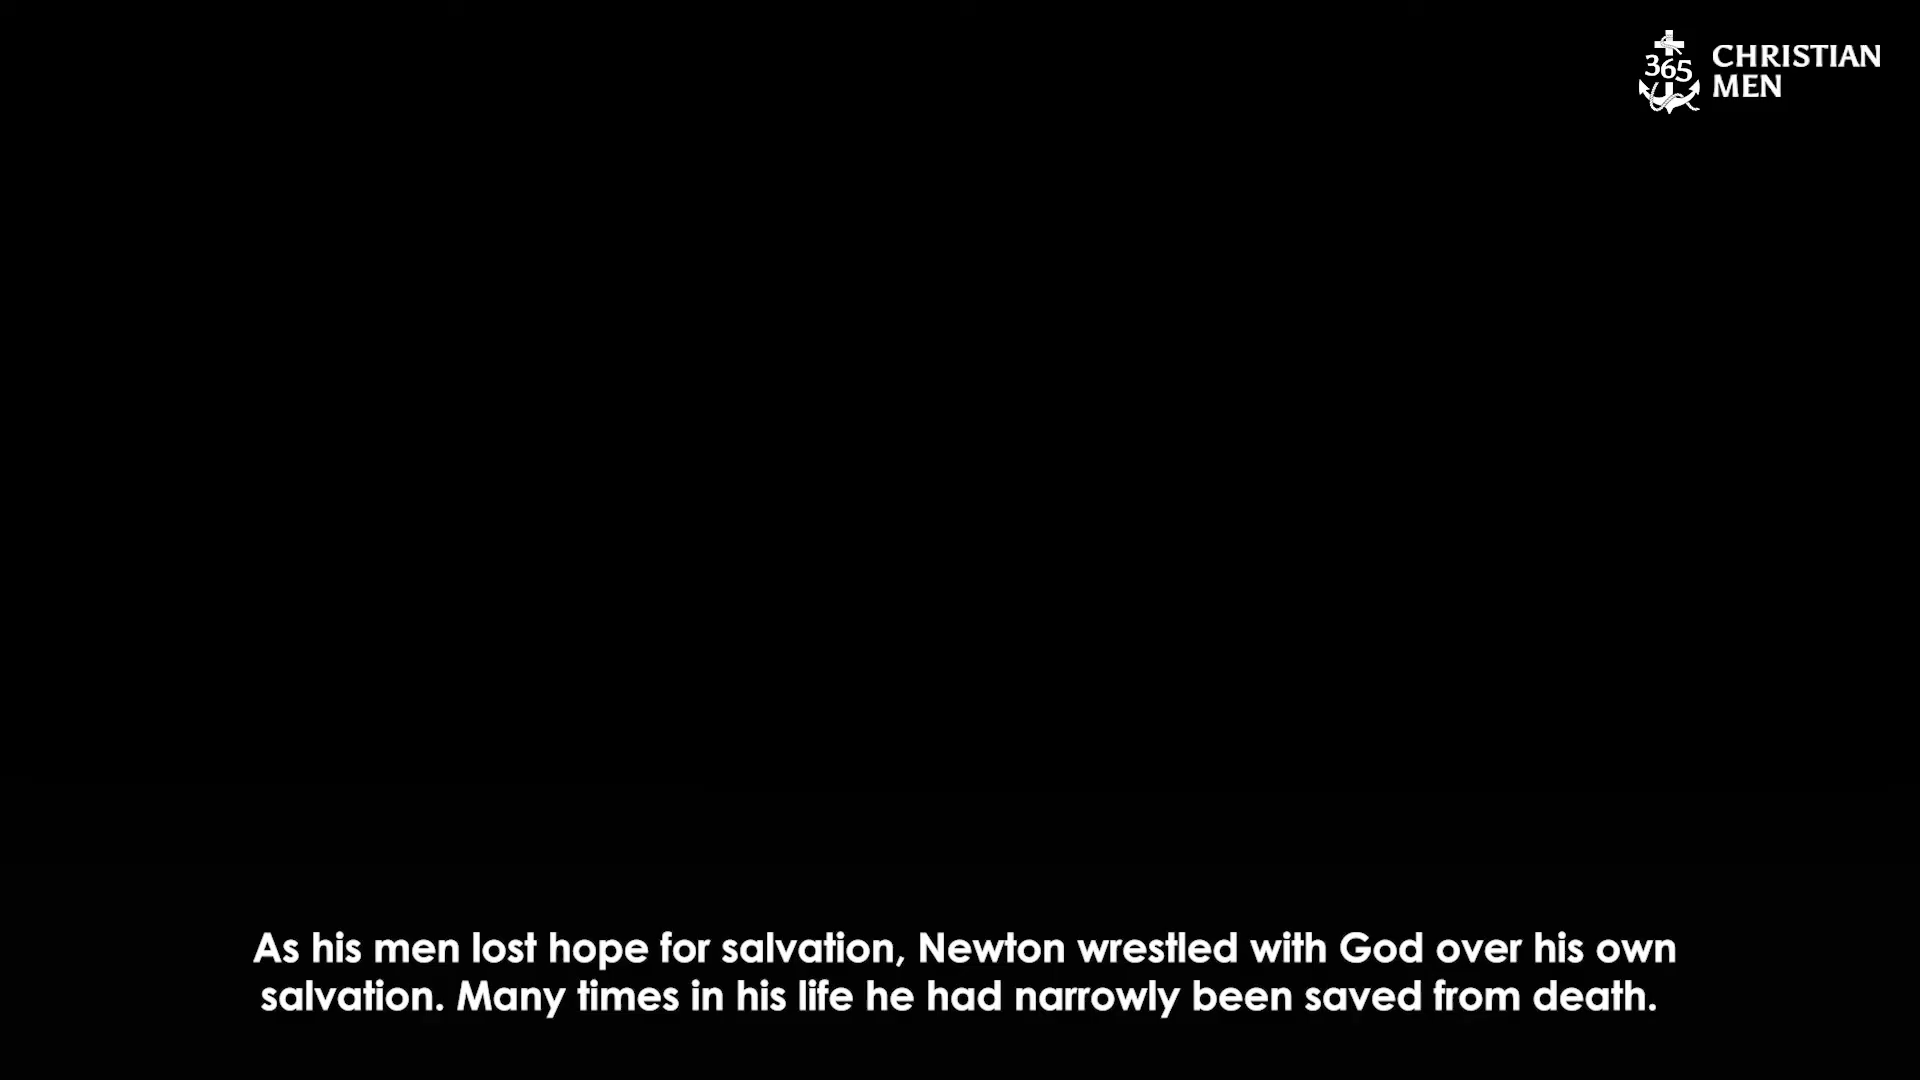 365
CHRISTIAN
MEN
As his men lost hope for salvation, Newton wrestled with God over his own
salvation. Many times in his life he had narrowly been saved from death.